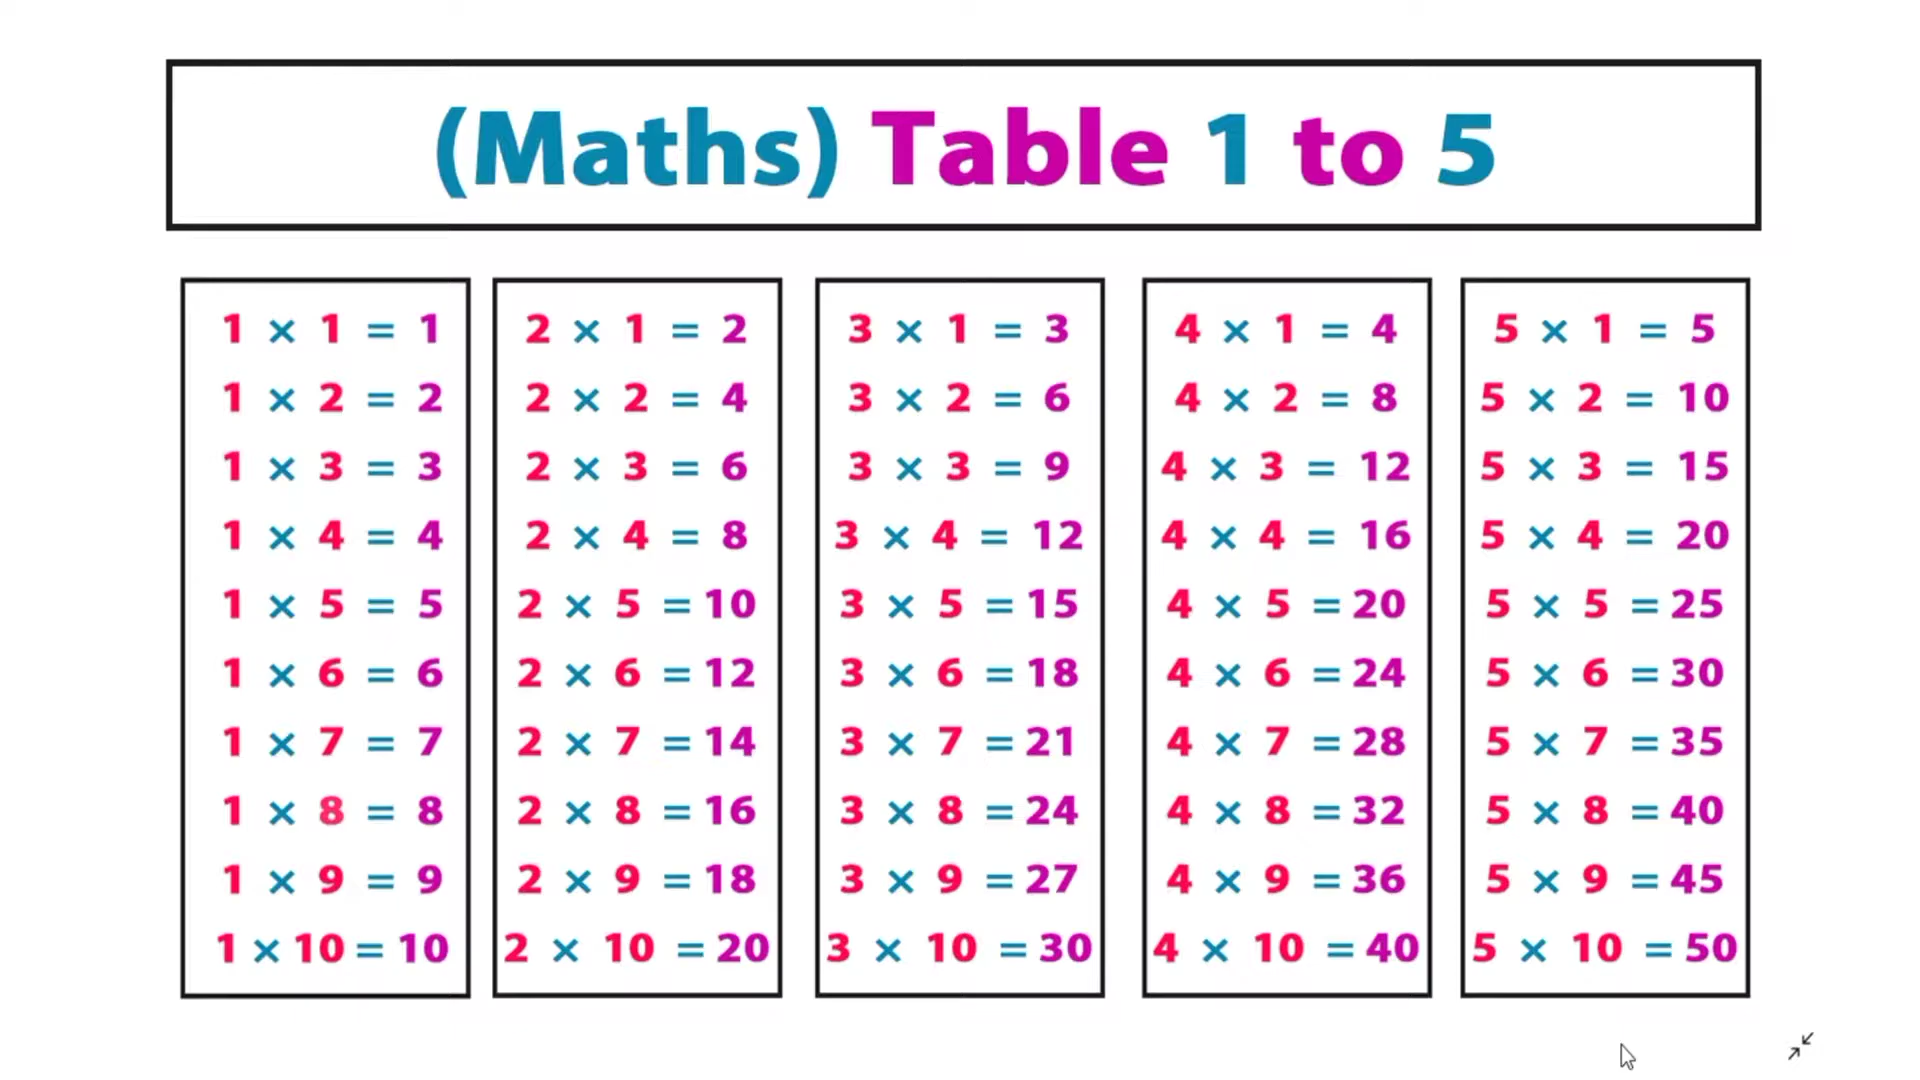 (Maths) Table 1 to 5
1 × 1 = 1
1 × 2 = 2
1 × 3 = 3
1 × 4 = 4
1 × 5 = 5
1 × 6 = 6
1 × 7 = 7
1 × 8 = 8
1 × 9 = 9
1 × 10 = 10
2 × 1 = 2
2 × 2 = 4
2 × 3 = 6
2 × 4 = 8
2 × 5 = 10
2 × 6 = 12
2 × 7 = 14
2 × 8 = 16
2 × 9 = 18
2 × 10 = 20
3 × 1 = 3
3 × 2 = 6
3 × 3 = 9
3 × 4 = 12
3 × 5 = 15
3 × 6 = 18
3 × 7 = 21
3 × 8 = 24
3 × 9 = 27
3 × 10 = 30
4 × 1 = 4
4 × 2 = 8
4 × 3 = 12
4 × 4 = 16
4 × 5 = 20
4 × 6 = 24
4 × 7 = 28
4 × 8 = 32
4 × 9 = 36
4 × 10 = 40
5 × 1 = 5
5 × 2 = 10
5 × 3 = 15
5 × 4 = 20
5 × 5 = 25
5 × 6 = 30
5 × 7 = 35
5 × 8 = 40
5 × 9 = 45
5 × 10 = 50